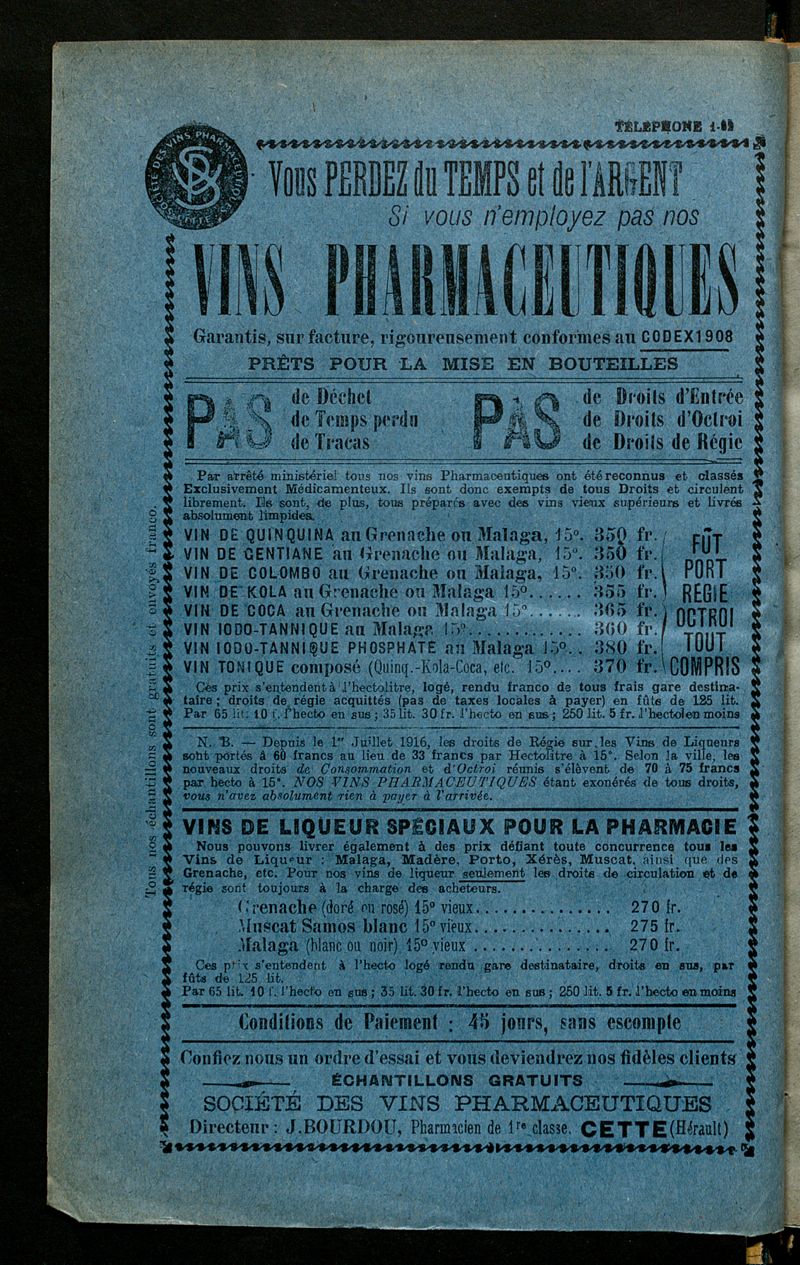 TÉLÉPHONE
SOCIÉTÉ DES VINS PHARMACEUTIQUES
Vous PERDEZ du TEMPS et de l'ARGENT
Si vous n'employez pas nos
VINS PHARMACEUTIQUES
Garantis, sur facture, rigoureusement conformes au CODEX 1908
PRÊTS POUR LA MISE EN BOUTEILLES
PAS
de Déchet
de Temps perdu
de Tracas
PAS
de Droits d'Entrée
de Droits d'Octroi
de Droits de Régie
Par arrêté ministériel tous nos vins Pharmaceutiques ont été reconnus et classés
Exclusivement Médicamenteux. Ils sont donc exempts de tous Droits et circulent
librement. Ils sont, de plus, tous préparés avec des vins vieux supérieurs et livrés
absolument limpides.
VIN DE QUINQUINA au Grenache ou Malaga, 15°. 350 fr.
VIN DE GENTIANE au Grenache ou Malaga, 15°. 350 fr.
VIN DE COLOMBO au Grenache ou Malaga, 15°. 350 fr.
VIN DE KOLA au Grenache ou Malaga 15°....... 355 fr.
VIN DE COCA au Grenache ou Malaga 15°...... 365 fr.
VIN IODO-TANNIQUE au Malaga 15°............. 360 fr.
VIN IODO-TANNIQUE PHOSPHATE au Malaga 15°.. 380 fr.
VIN TONIQUE composé (Quinq.-Kola-Coca, etc. 15°.... 370 fr.
FÛT
PORT
RÉGIE
OCTROI
TOUT
COMPRIS
Ces prix s'entendent à l'hectolitre, logé, rendu franco de tous frais gare destina-
taire ; droits de régie acquittés (pas de taxes locales à payer) en fûts de 125 lit.
Par 65 lit. 10 f. l'hecto en sus ; 35 lit. 30 fr. l'hecto en sus ; 250 lit. 5 fr. l'hecto en moins
N. B. — Depuis le 1er Juillet 1916, les droits de Régie sur les Vins de Liqueurs
sont portés à 60 francs au lieu de 33 francs par Hectolitre à 15°. Selon la ville, les
nouveaux droits de Consommation et d'Octroi réunis s'élèvent de 70 à 75 francs
par hecto à 15°. NOS VINS PHARMACEUTIQUES étant exonérés de tous droits,
vous n'avez absolument rien à payer à l'arrivée.
VINS DE LIQUEUR SPÉCIAUX POUR LA PHARMACIE
Nous pouvons livrer également à des prix défiant toute concurrence tous les
Vins de Liqueur : Malaga, Madère, Porto, Xérès, Muscat, ainsi que des
Grenache, etc. Pour nos vins de liqueur seulement les droits de circulation et de
régie sont toujours à la charge des acheteurs.
Grenache (doré ou rosé) 15° vieux............... 270 fr.
Muscat Samos blanc 15° vieux............... 275 fr.
Malaga (blanc ou noir) 15° vieux ............... 270 fr.
Ces prix s'entendent à l'hecto logé rendu gare destinataire, droits en sus, par
fûts de 125 lit.
Par 65 lit. 10 f. l'hecto en sus ; 35 lit. 30 fr. l'hecto en sus ; 250 lit. 5 fr. l'hecto en moins
Conditions de Paiement : 45 jours, sans escompte
Confiez nous un ordre d'essai et vous deviendrez nos fidèles clients
ÉCHANTILLONS GRATUITS
SOCIÉTÉ DES VINS PHARMACEUTIQUES
Directeur : J. BOURDOU, Pharmacien de 1re classe. CETTE (Hérault)
Tous nos échantillons sont gratuits et envoyés franco.